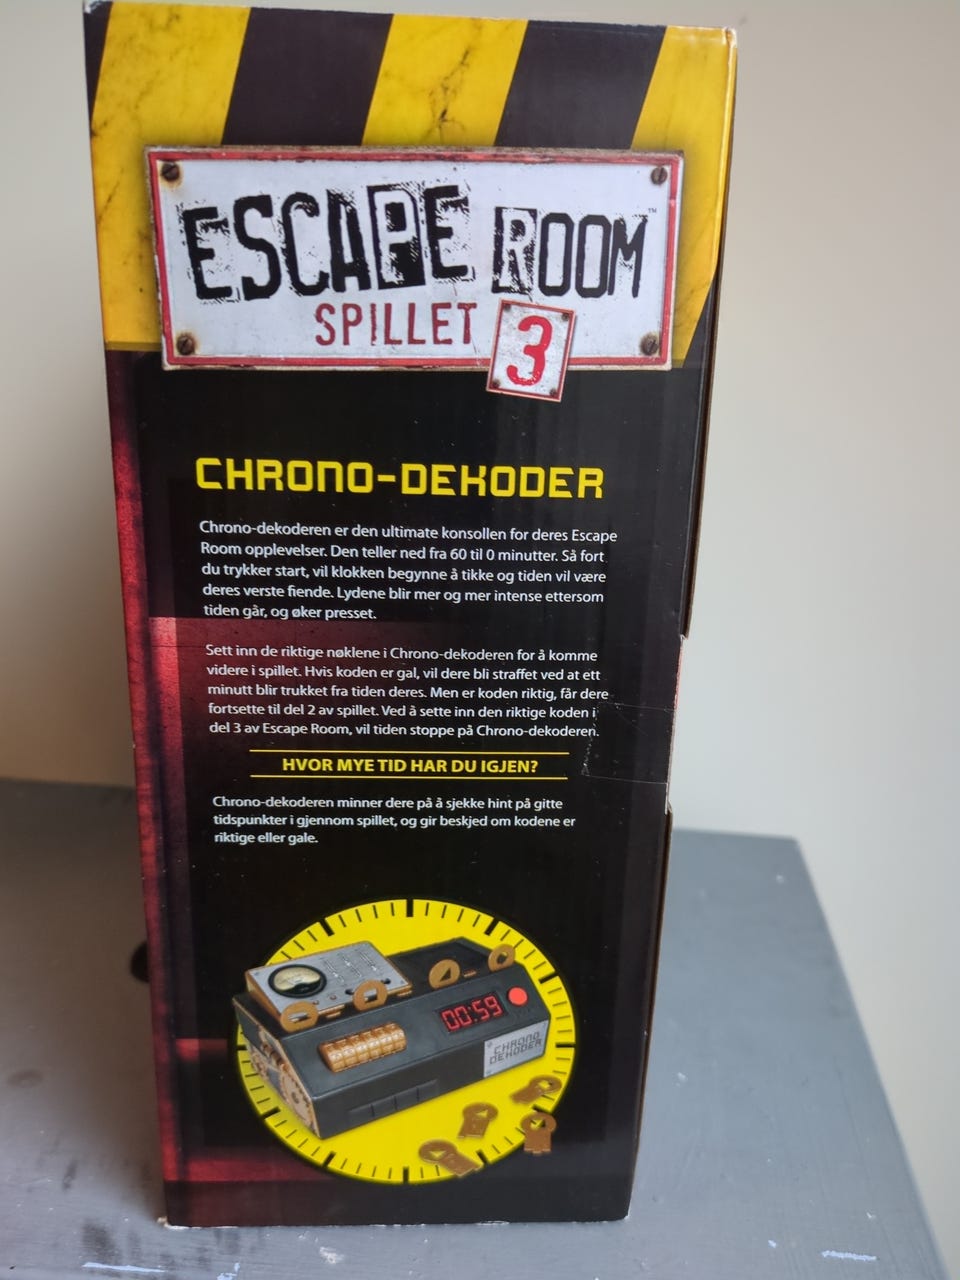 ESCAPE ROOM™
SPILLET 3
CHRONO-DEKODER
Chrono-dekoderen er den ultimate konsollen for deres Escape
Room opplevelser. Den teller ned fra 60 til 0 minutter. Så fort
du trykker start, vil klokken begynne å tikke og tiden vil være
deres verste fiende. Lydene blir mer og mer intense ettersom
tiden går, og øker presset.
Sett inn de riktige nøklene i Chrono-dekoderen for å komme
videre i spillet. Hvis koden er gal, vil dere bli straffet ved at ett
minutt blir trukket fra tiden deres. Men er koden riktig, får dere
fortsette til del 2 av spillet. Ved å sette inn den riktige koden i
del 3 av Escape Room, vil tiden stoppe på Chrono-dekoderen.
HVOR MYE TID HAR DU IGJEN?
Chrono-dekoderen minner dere på å sjekke hint på gitte
tidspunkter i gjennom spillet, og gir beskjed om kodene er
riktige eller gale.
00:59
CHRONO
DEKODER